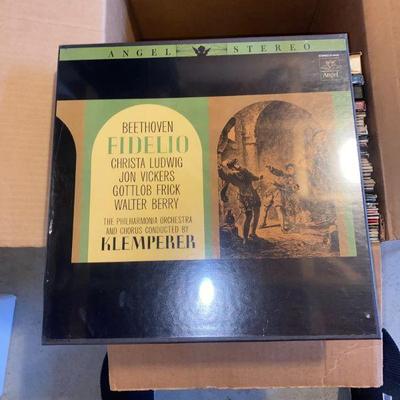 ANGEL STEREO
Angel
BEETHOVEN
FIDELIO
CHRISTA LUDWIG
JON VICKERS
GOTTLOB FRICK
WALTER BERRY
THE PHILHARMONIA ORCHESTRA
AND CHORUS CONDUCTED BY
KLEMPERER